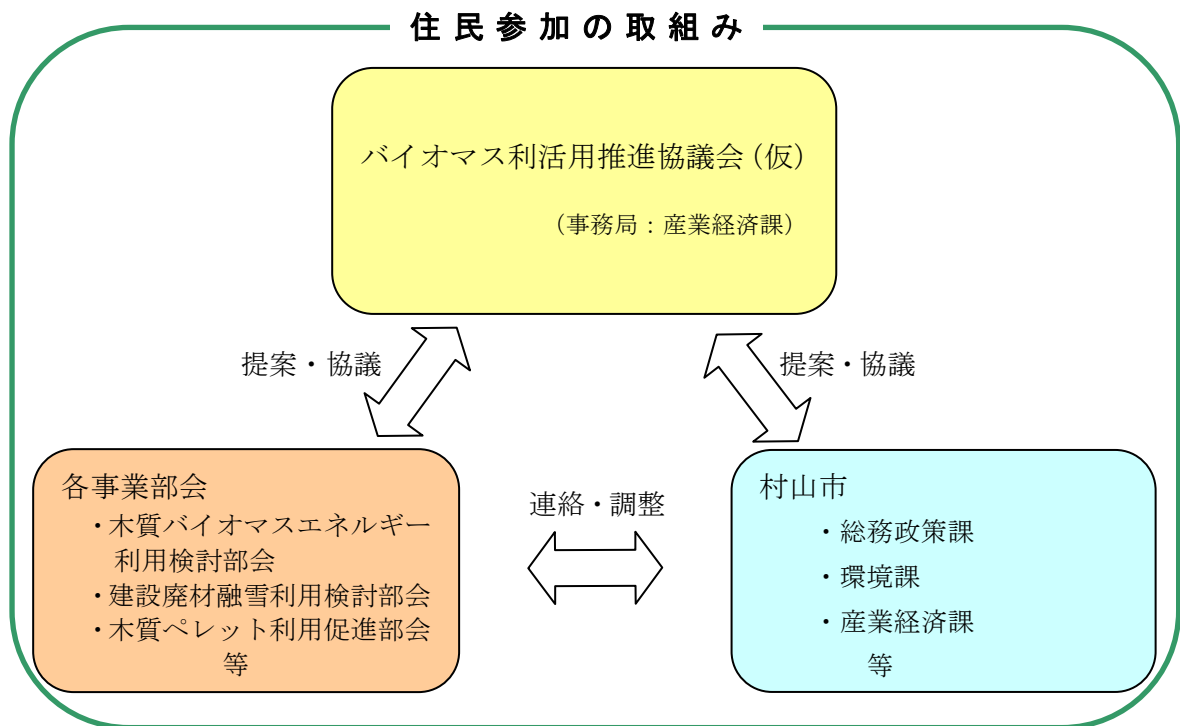 住民参加の取組み
バイオマス利活用推進協議会(仮)
（事務局：産業経済課）
提案・協議
提案・協議
各事業部会
・木質バイオマスエネルギー
利用検討部会
・建設廃材融雪利用検討部会
・木質ペレット利用促進部会
等
連絡・調整
村山市
・総務政策課
・環境課
・産業経済課
等